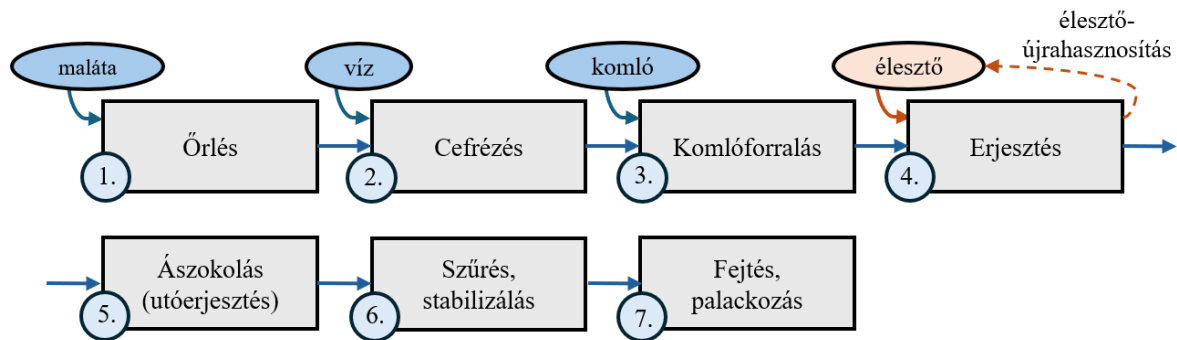 élesztő-
újrahasznosítás
maláta
víz
komló
élesztő
Őrlés
Cefrézés
Komlóforralás
Erjesztés
1.
2.
3.
4.
Ászokolás
(utóerjesztés)
Szűrés,
stabilizálás
Fejtés,
palackozás
5.
6.
7.